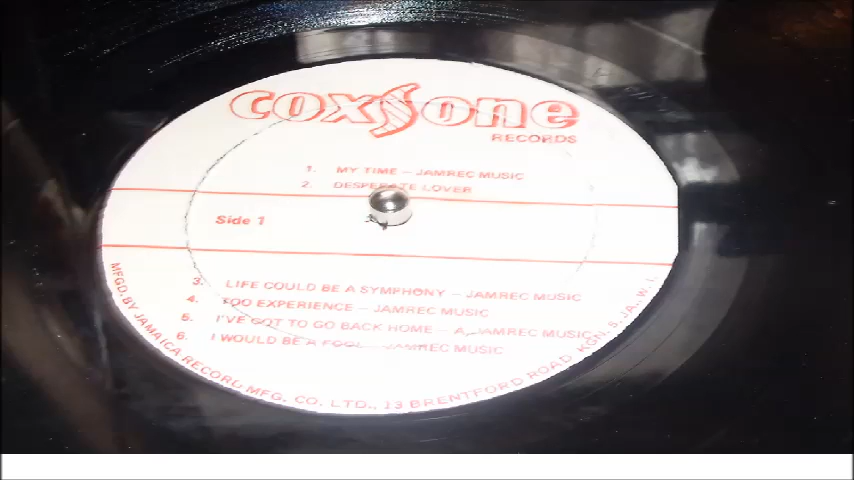 coxsone
RECORDS
1. MY TIME – JAMREC MUSIC
2. DESPERATE LOVER
Side 1
3. LIFE COULD BE A SYMPHONY – JAMREC MUSIC
4. TOO EXPERIENCE – JAMREC MUSIC
5. I'VE GOT TO GO BACK HOME – A. JAMREC MUSIC
6. I WOULD BE A FOOL JAMREC MUSIC
MFGD. BY JAMAICA RECORD MFG. CO. LTD., 13 BRENTFORD ROAD KGN. 5, JA., W.I.